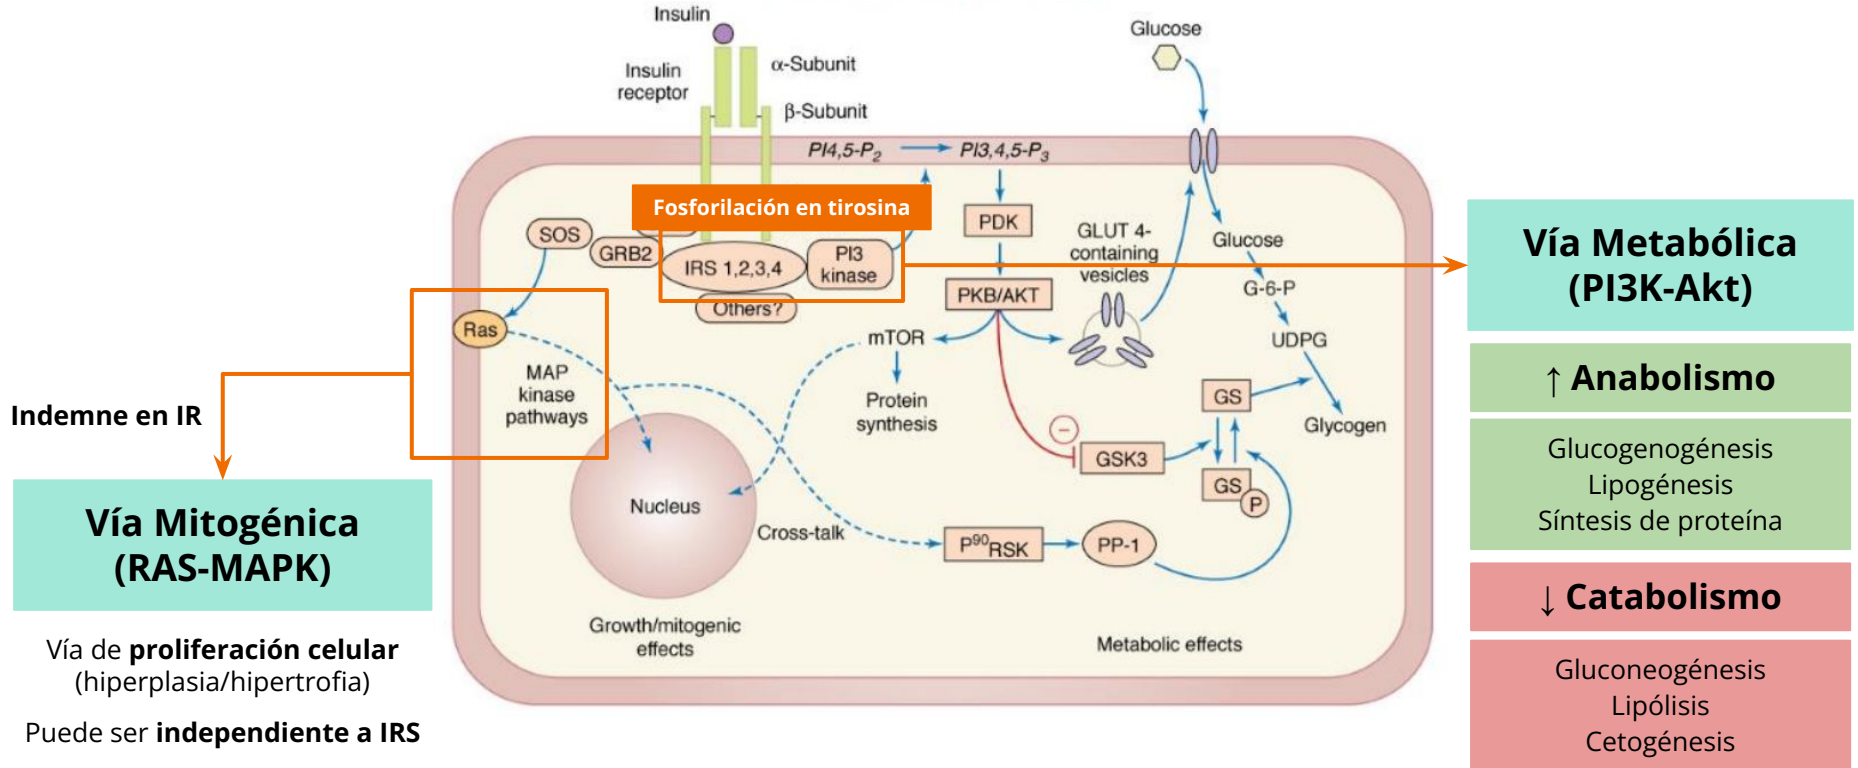 Insulin
Insulin
receptor
α-Subunit
β-Subunit
Glucose
PI4,5-P2
PI3,4,5-P3
Fosforilación en tirosina
SOS
GRB2
IRS 1,2,3,4
PI3
kinase
Others?
Ras
MAP
kinase
pathways
PDK
PKB/AKT
GLUT 4-
containing
vesicles
mTOR
Protein
synthesis
Glucose
G-6-P
UDPG
Glycogen
GS
GS
P
−
GSK3
Nucleus
Cross-talk
P90RSK
PP-1
Growth/mitogenic
effects
Metabolic effects
Indemne en IR
Vía Mitogénica
(RAS-MAPK)
Vía de proliferación celular
(hiperplasia/hipertrofia)
Puede ser independiente a IRS
Vía Metabólica
(PI3K-Akt)
↑ Anabolismo
Glucogenogénesis
Lipogénesis
Síntesis de proteína
↓ Catabolismo
Gluconeogénesis
Lipólisis
Cetogénesis